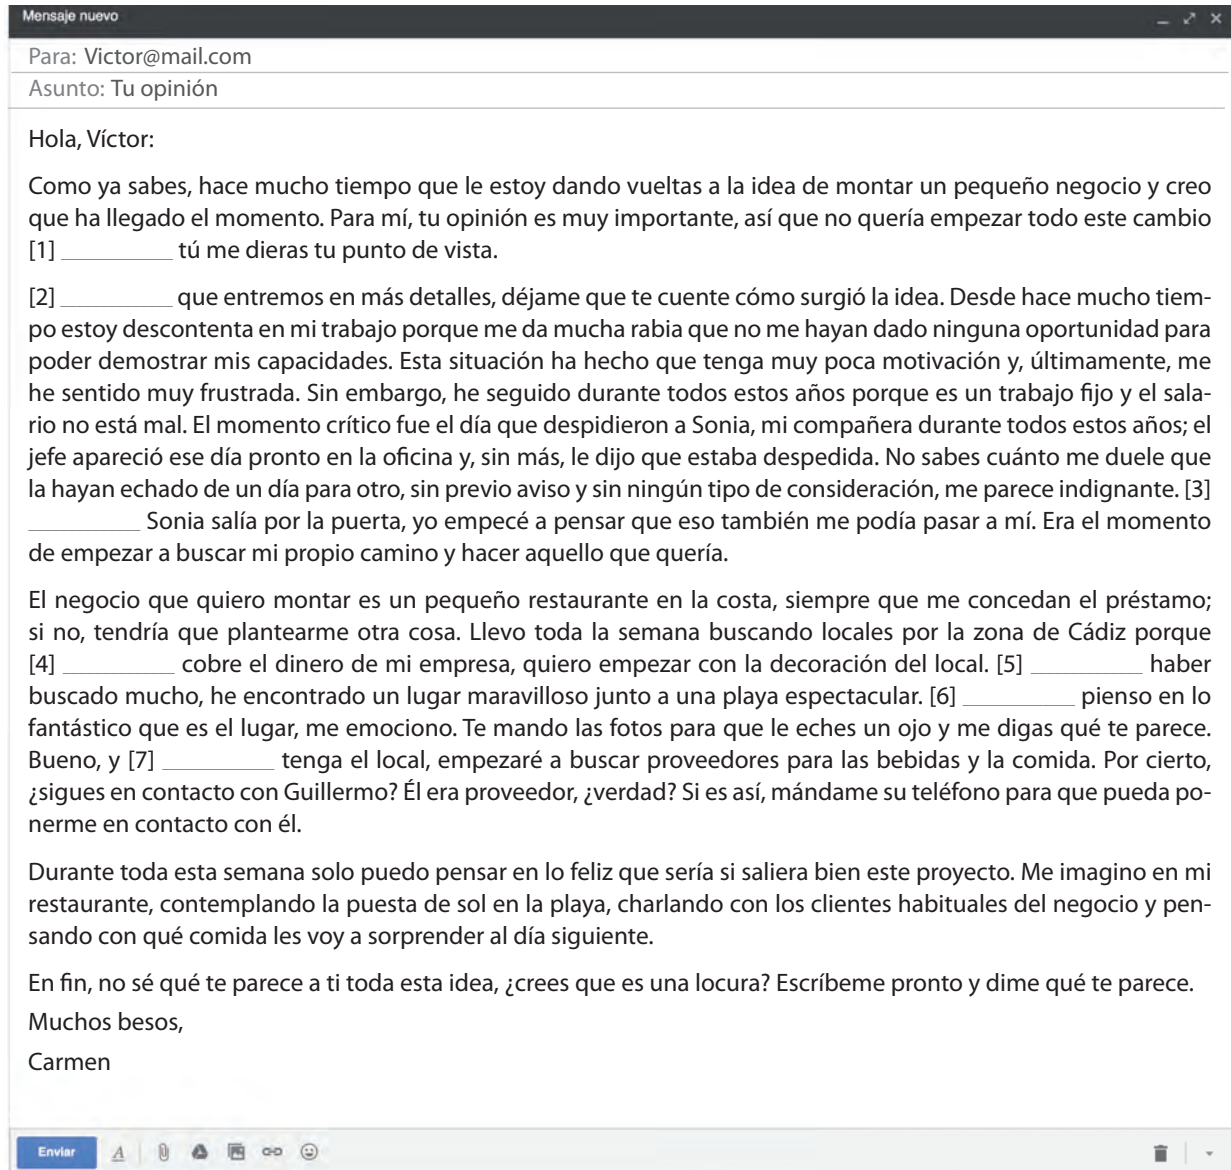 Mensaje nuevo
Para: Victor@mail.com
Asunto: Tu opinión
Hola, Víctor:
Como ya sabes, hace mucho tiempo que le estoy dando vueltas a la idea de montar un pequeño negocio y creo
que ha llegado el momento. Para mí, tu opinión es muy importante, así que no quería empezar todo este cambio
[1] __________ tú me dieras tu punto de vista.
[2] __________ que entremos en más detalles, déjame que te cuente cómo surgió la idea. Desde hace mucho tiem-
po estoy descontenta en mi trabajo porque me da mucha rabia que no me hayan dado ninguna oportunidad para
poder demostrar mis capacidades. Esta situación ha hecho que tenga muy poca motivación y, últimamente, me
he sentido muy frustrada. Sin embargo, he seguido durante todos estos años porque es un trabajo fijo y el sala-
rio no está mal. El momento crítico fue el día que despidieron a Sonia, mi compañera durante todos estos años; el
jefe apareció ese día pronto en la oficina y, sin más, le dijo que estaba despedida. No sabes cuánto me duele que
la hayan echado de un día para otro, sin previo aviso y sin ningún tipo de consideración, me parece indignante. [3]
__________ Sonia salía por la puerta, yo empecé a pensar que eso también me podía pasar a mí. Era el momento
de empezar a buscar mi propio camino y hacer aquello que quería.
El negocio que quiero montar es un pequeño restaurante en la costa, siempre que me concedan el préstamo;
si no, tendría que plantearme otra cosa. Llevo toda la semana buscando locales por la zona de Cádiz porque
[4] __________ cobre el dinero de mi empresa, quiero empezar con la decoración del local. [5] __________ haber
buscado mucho, he encontrado un lugar maravilloso junto a una playa espectacular. [6] __________ pienso en lo
fantástico que es el lugar, me emociono. Te mando las fotos para que le eches un ojo y me digas qué te parece.
Bueno, y [7] __________ tenga el local, empezaré a buscar proveedores para las bebidas y la comida. Por cierto,
¿sigues en contacto con Guillermo? Él era proveedor, ¿verdad? Si es así, mándame su teléfono para que pueda po-
nerme en contacto con él.
Durante toda esta semana solo puedo pensar en lo feliz que sería si saliera bien este proyecto. Me imagino en mi
restaurante, contemplando la puesta de sol en la playa, charlando con los clientes habituales del negocio y pen-
sando con qué comida les voy a sorprender al día siguiente.
En fin, no sé qué te parece a ti toda esta idea, ¿crees que es una locura? Escríbeme pronto y dime qué te parece.
Muchos besos,
Carmen
Enviar A